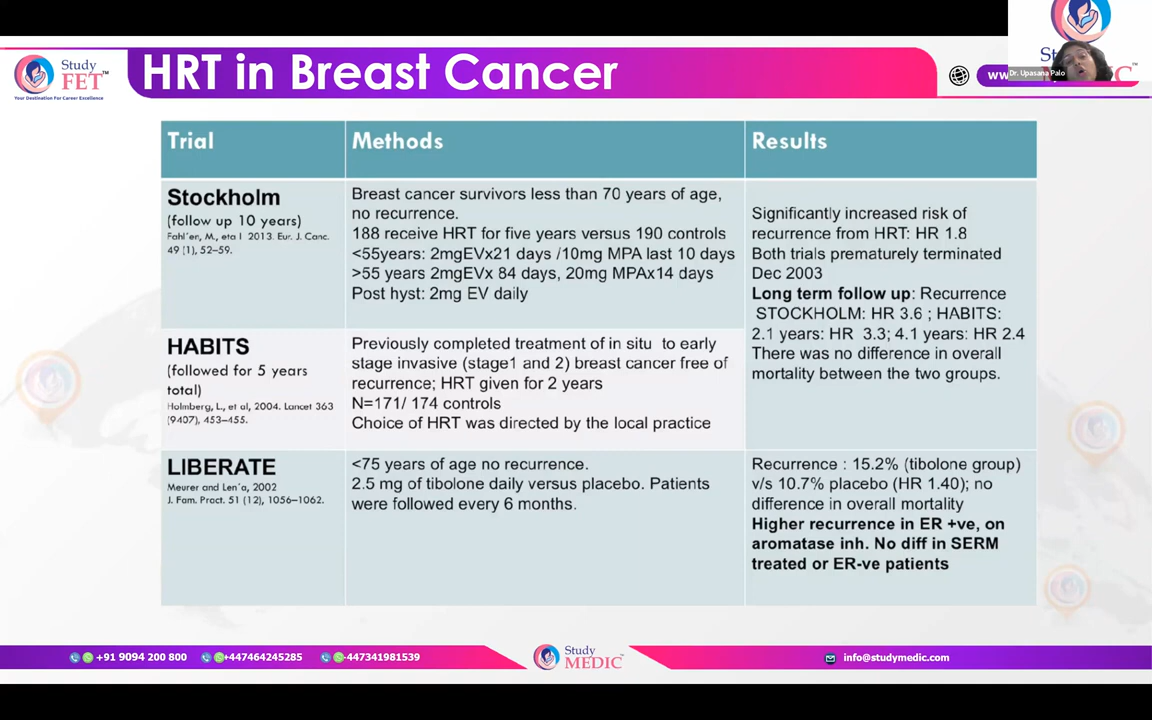 Study
FET™
Your Destination For Career Excellence
HRT in Breast Cancer
ww
Dr. Upasana Palo
Trial
Methods
Results
Stockholm
(follow up 10 years)
Fahl´en, M., eta l 2013. Eur. J. Canc.
49 (1), 52–59.
Breast cancer survivors less than 70 years of age,
no recurrence.
188 receive HRT for five years versus 190 controls
<55years: 2mgEVx21 days /10mg MPA last 10 days
>55 years 2mgEVx 84 days, 20mg MPAx14 days
Post hyst: 2mg EV daily
Significantly increased risk of
recurrence from HRT: HR 1.8
Both trials prematurely terminated
Dec 2003
Long term follow up: Recurrence
STOCKHOLM: HR 3.6 ; HABITS:
2.1 years: HR 3.3; 4.1 years: HR 2.4
There was no difference in overall
mortality between the two groups.
HABITS
(followed for 5 years
total)
Holmberg, L., et al, 2004. Lancet 363
(9407), 453–455.
Previously completed treatment of in situ to early
stage invasive (stage1 and 2) breast cancer free of
recurrence; HRT given for 2 years
N=171/ 174 controls
Choice of HRT was directed by the local practice
LIBERATE
Meurer and Len´a, 2002
J. Fam. Pract. 51 (12), 1056–1062.
<75 years of age no recurrence.
2.5 mg of tibolone daily versus placebo. Patients
were followed every 6 months.
Recurrence : 15.2% (tibolone group)
v/s 10.7% placebo (HR 1.40); no
difference in overall mortality
Higher recurrence in ER +ve, on
aromatase inh. No diff in SERM
treated or ER-ve patients
+91 9094 200 800
+447464245285
+447341981539
Study
MEDIC™
info@studymedic.com